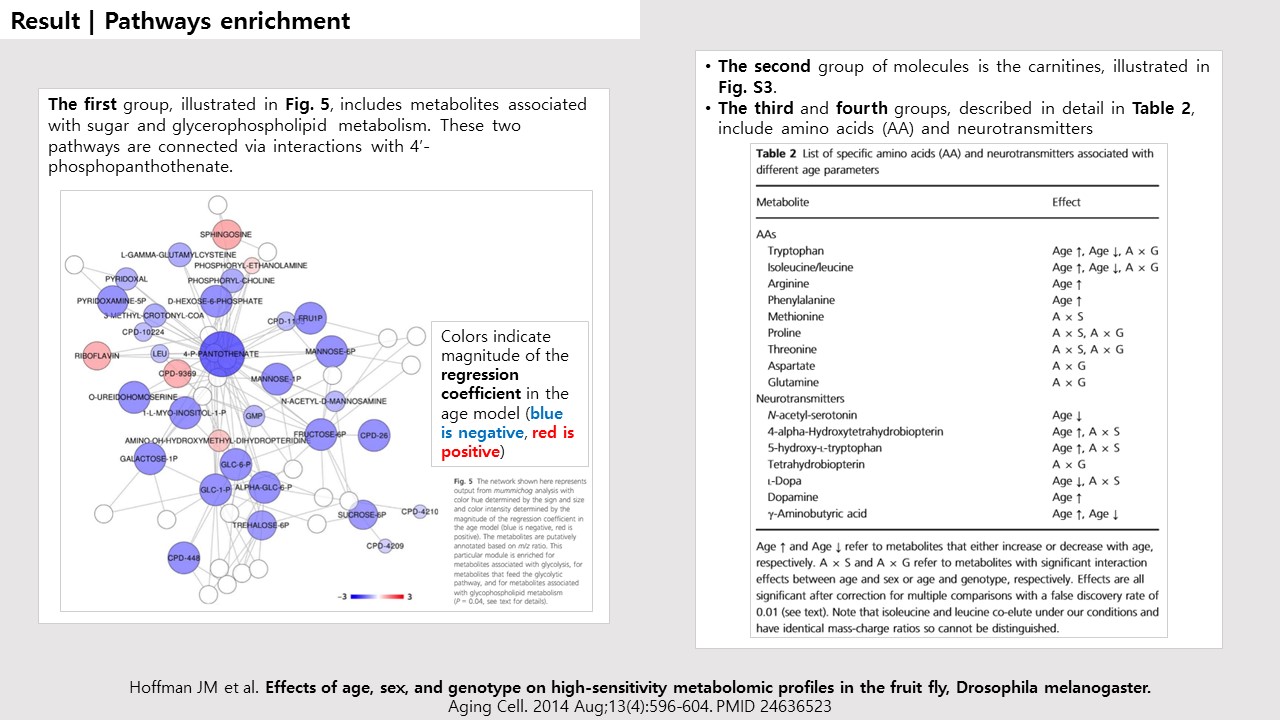 Result | Pathways enrichment
The first group, illustrated in Fig. 5, includes metabolites associated
with sugar and glycerophospholipid metabolism. These two
pathways are connected via interactions with 4’-
phosphopanthothenate.
SPHINGOSINE
L-GAMMA-GLUTAMYLCYSTEINE
PHOSPHORYL-ETHANOLAMINE
PYRIDOXAL
PHOSPHORYL-CHOLINE
PYRIDOXAMINE-5P
D-HEXOSE-6-PHOSPHATE
3-METHYL-CROTONYL-COA
FRU1P
CPD-10224
RIBOFLAVIN
LEU
4-P-PANTOTHENATE
MANNOSE-6P
CPD-9369
MANNOSE-1P
O-UREIDOHOMOSERINE
N-ACETYL-D-MANNOSAMINE
1-L-MYO-INOSITOL-1-P
GMP
AMINO-OH-HYDROXYMETHYL-DIHYDROPTERIDINE
FRUCTOSE-6P
CPD-26
GALACTOSE-1P
GLC-6-P
GLC-1-P
ALPHA-GLC-6-P
SUCROSE-6P
CPD-4210
TREHALOSE-6P
CPD-4209
CPD-448
−3
3
Colors indicate
magnitude of the
regression
coefficient in the
age model (blue
is negative, red is
positive)
Fig. 5 The network shown here represents
output from mummichog analysis with
color hue determined by the sign and size
and color intensity determined by the
magnitude of the regression coefficient in
the age model (blue is negative, red is
positive). The metabolites are putatively
annotated based on m/z ratio. This
particular module is enriched for
metabolites associated with glycolysis, for
metabolites that feed the glycolytic
pathway, and for metabolites associated
with glycophospholipid metabolism
(P = 0.04, see text for details).
• The second group of molecules is the carnitines, illustrated in
Fig. S3.
• The third and fourth groups, described in detail in Table 2,
include amino acids (AA) and neurotransmitters
Table 2 List of specific amino acids (AA) and neurotransmitters associated with
different age parameters
Metabolite Effect
AAs
Tryptophan Age ↑, Age ↓, A × G
Isoleucine/leucine Age ↑, Age ↓, A × G
Arginine Age ↑
Phenylalanine Age ↑
Methionine A × S
Proline A × S, A × G
Threonine A × S, A × G
Aspartate A × G
Glutamine A × G
Neurotransmitters
N-acetyl-serotonin Age ↓
4-alpha-Hydroxytetrahydrobiopterin Age ↑, A × S
5-hydroxy-L-tryptophan Age ↑, A × S
Tetrahydrobiopterin A × G
L-Dopa Age ↓, A × S
Dopamine Age ↑
γ-Aminobutyric acid Age ↑, Age ↓
Age ↑ and Age ↓ refer to metabolites that either increase or decrease with age,
respectively. A × S and A × G refer to metabolites with significant interaction
effects between age and sex or age and genotype, respectively. Effects are all
significant after correction for multiple comparisons with a false discovery rate of
0.01 (see text). Note that isoleucine and leucine co-elute under our conditions and
have identical mass-charge ratios so cannot be distinguished.
Hoffman JM et al. Effects of age, sex, and genotype on high-sensitivity metabolomic profiles in the fruit fly, Drosophila melanogaster.
Aging Cell. 2014 Aug;13(4):596-604. PMID 24636523